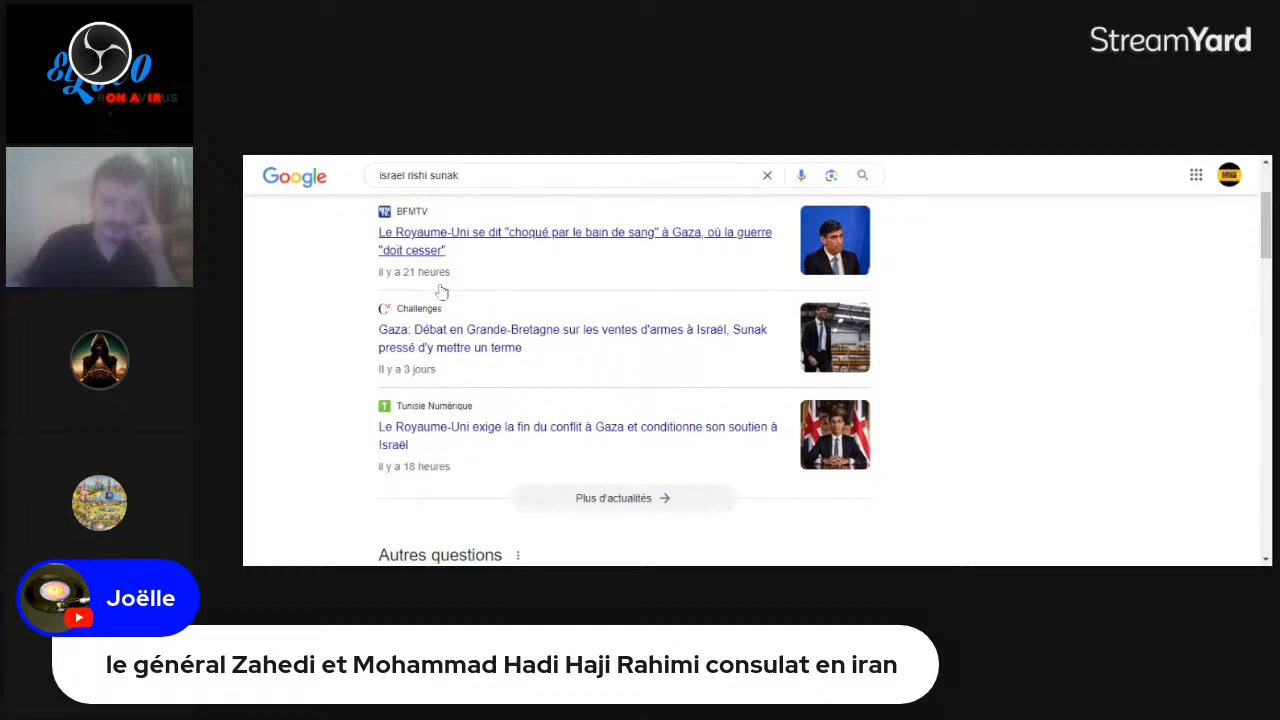 StreamYard
Google
israel rishi sunak
BFMTV
Le Royaume-Uni se dit "choqué par le bain de sang" à Gaza, où la guerre
"doit cesser"
il y a 21 heures
Challenges
Gaza: Débat en Grande-Bretagne sur les ventes d'armes à Israël, Sunak
pressé d'y mettre un terme
Il y a 3 jours
Tunisie Numérique
Le Royaume-Uni exige la fin du conflit à Gaza et conditionne son soutien à
Israël
il y a 18 heures
Plus d'actualités
Autres questions
Joëlle
le général Zahedi et Mohammad Hadi Haji Rahimi consulat en iran